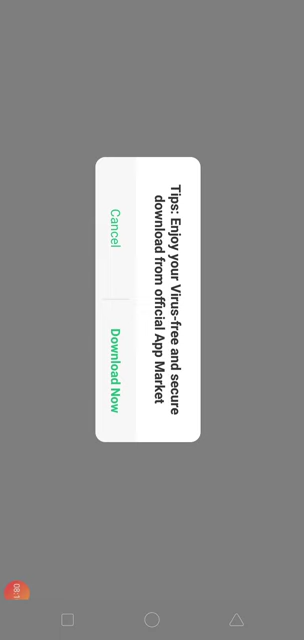 Tips: Enjoy your Virus-free and secure
download from official App Market
Cancel
Download Now